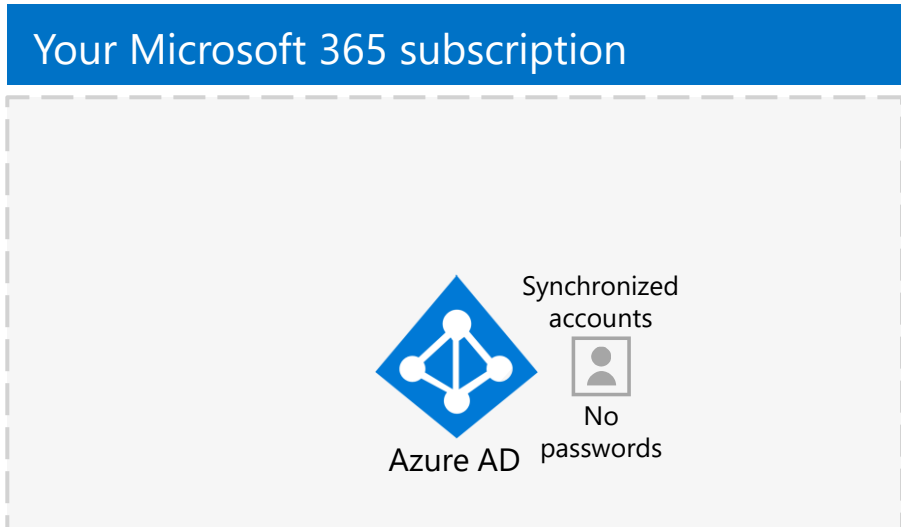 Your Microsoft 365 subscription
Synchronized
accounts
No
passwords
Azure AD